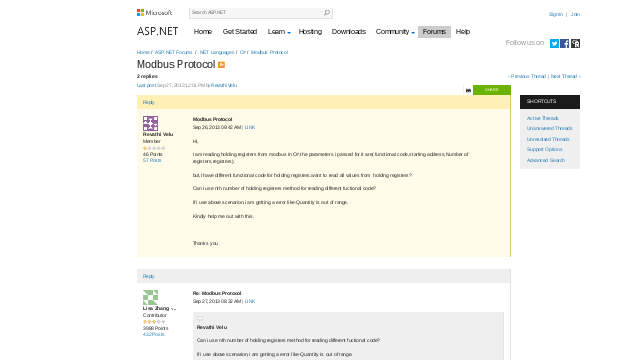 Microsoft
Search ASP.NET
Sign In | Join
ASP.NET
Home Get Started Learn Hosting Downloads Community Forums Help
Follow us on
Home / ASP.NET Forums / .NET Languages / C# / Modbus Protocol
Modbus Protocol
2 replies
‹ Previous Thread | Next Thread ›
Last post Sep 27, 2013 12:01 PM by Revathi Velu
SHARE
Reply
SHORTCUTS
Active Threads
Unanswered Threads
Unresolved Threads
Support Options
Advanced Search
Revathi Velu
Member
46 Points
57 Posts
Modbus Protocol
Sep 26, 2013 09:42 AM | LINK
Hi,
I am reading holding registers from modbus in C#.the parameters i passed for it are( functional code,starting address, Number of
registers,registers).
but, i have different functional code for holding registers.want to read all values from holding registers?
Can i use nth number of holding registers method for reading different fuctional code?
If i use above scenario,i am getting a error like-Quantity is out of range.
Kindly help me out with this.
Thanks you.
Reply
Lisa Zhang -...
Contributor
3988 Points
432 Posts
Re: Modbus Protocol
Sep 27, 2013 08:32 AM | LINK
Revathi Velu
Can i use nth number of holding registers method for reading different fuctional code?
If i use above scenario,i am getting a error like-Quantity is out of range.